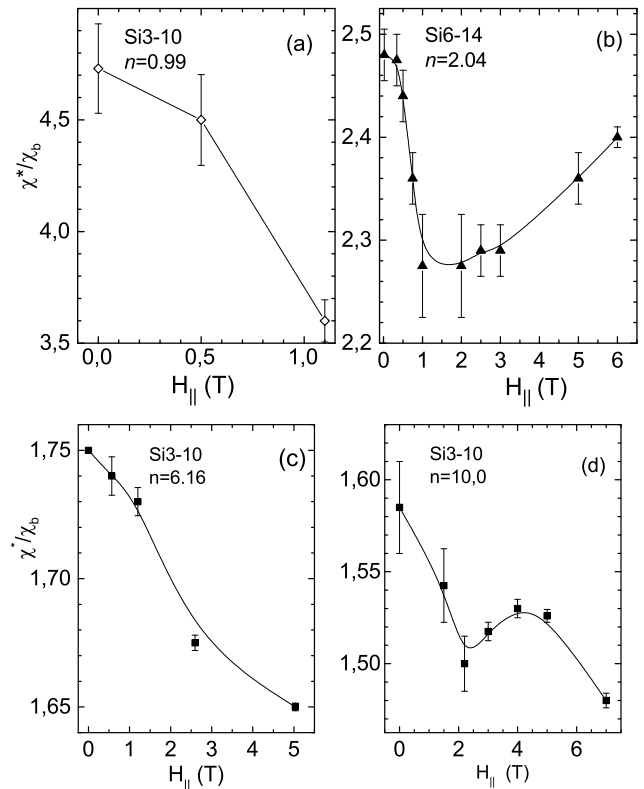 Si3-10
n=0.99
(a)
χ*/χb
4,5
4,0
3,5
0,0
0,5
1,0
H|| (T)
Si6-14
n=2.04
(b)
2,5
2,4
2,3
2,2
0
1
2
3
4
5
6
H|| (T)
Si3-10
n=6.16
(c)
χ*/χb
1,75
1,70
1,65
0
1
2
3
4
5
H|| (T)
Si3-10
n=10,0
(d)
1,60
1,55
1,50
0
2
4
6
H|| (T)